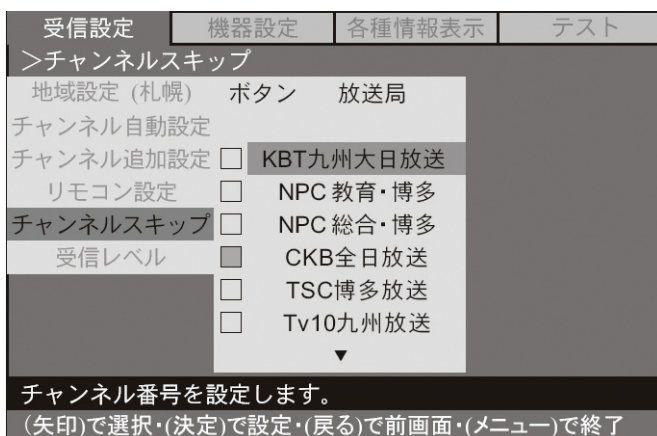 受信設定 機器設定 各種情報表示 テスト
＞チャンネルスキップ
地域設定 (札幌) ボタン 放送局
チャンネル自動設定
チャンネル追加設定 □ KBT九州大日放送
リモコン設定 □ NPC教育・博多
チャンネルスキップ □ NPC総合・博多
受信レベル ■ CKB全日放送
□ TSC博多放送
□ Tv10九州放送
▼
チャンネル番号を設定します。
(矢印)で選択・(決定)で設定・(戻る)で前画面・(メニュー)で終了